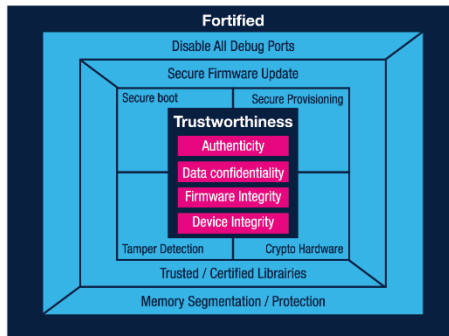 Fortified
Disable All Debug Ports
Secure Firmware Update
Secure boot
Secure Provisioning
Trustworthiness
Authenticity
Data confidentiality
Firmware Integrity
Device Integrity
Tamper Detection
Crypto Hardware
Trusted / Certified Librairies
Memory Segmentation / Protection